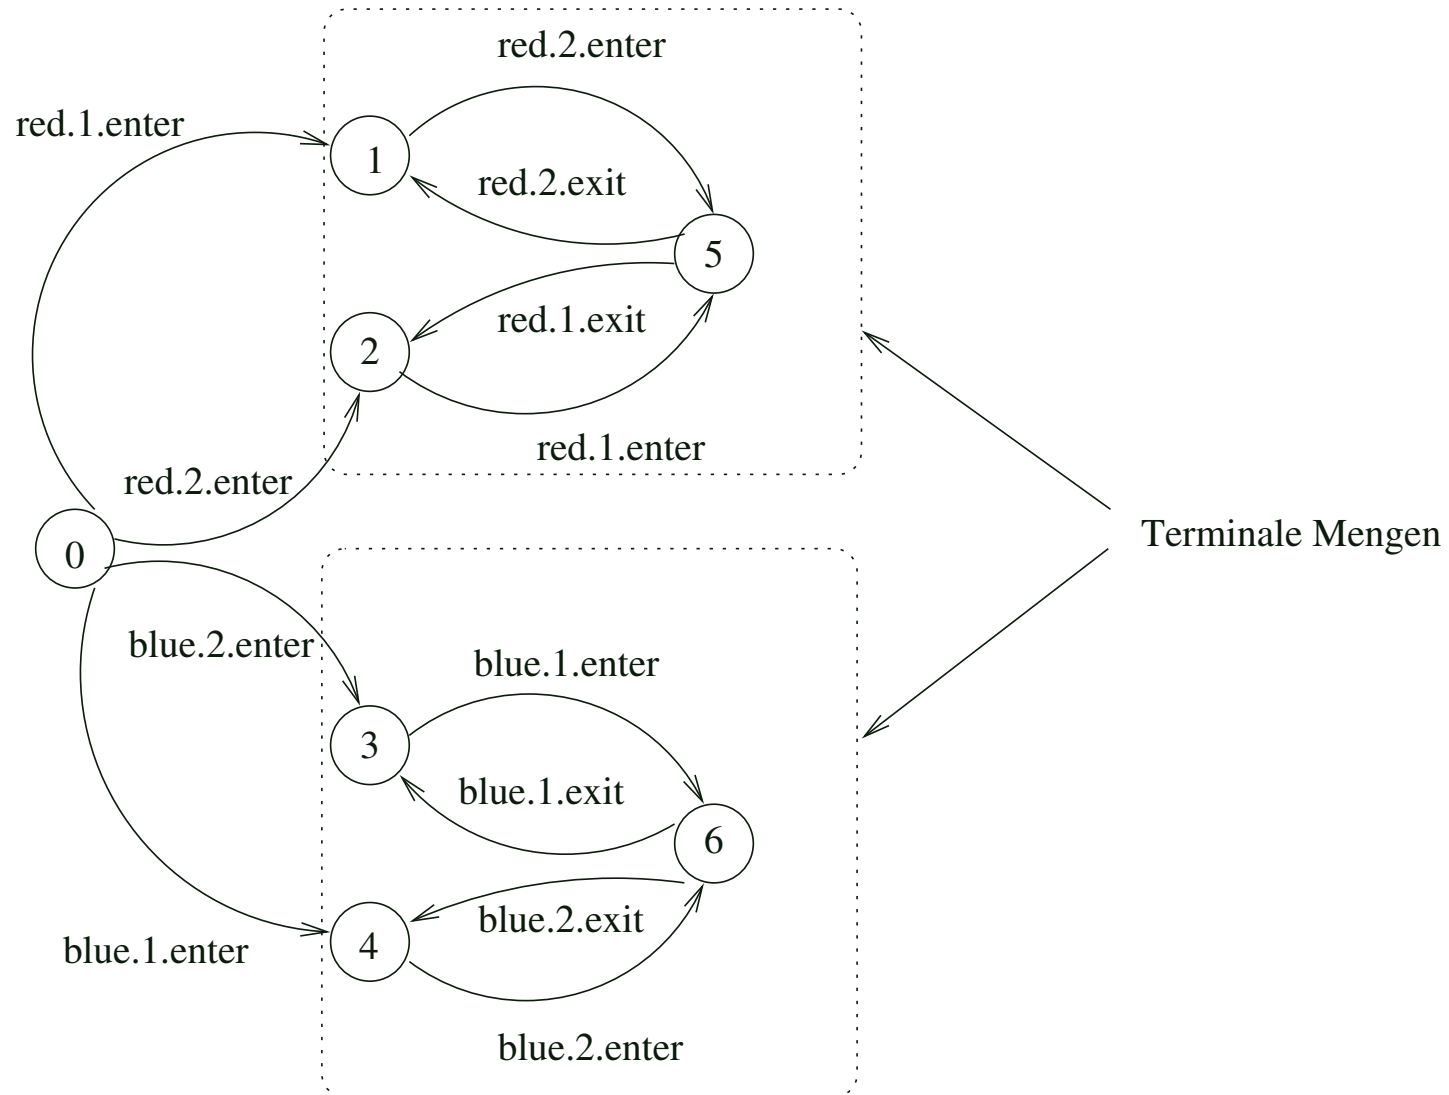 red.2.enter
red.1.enter
1
red.2.exit
5
red.1.exit
2
red.1.enter
red.2.enter
Terminale Mengen
0
blue.2.enter
blue.1.enter
3
blue.1.exit
6
blue.2.exit
4
blue.1.enter
blue.2.enter